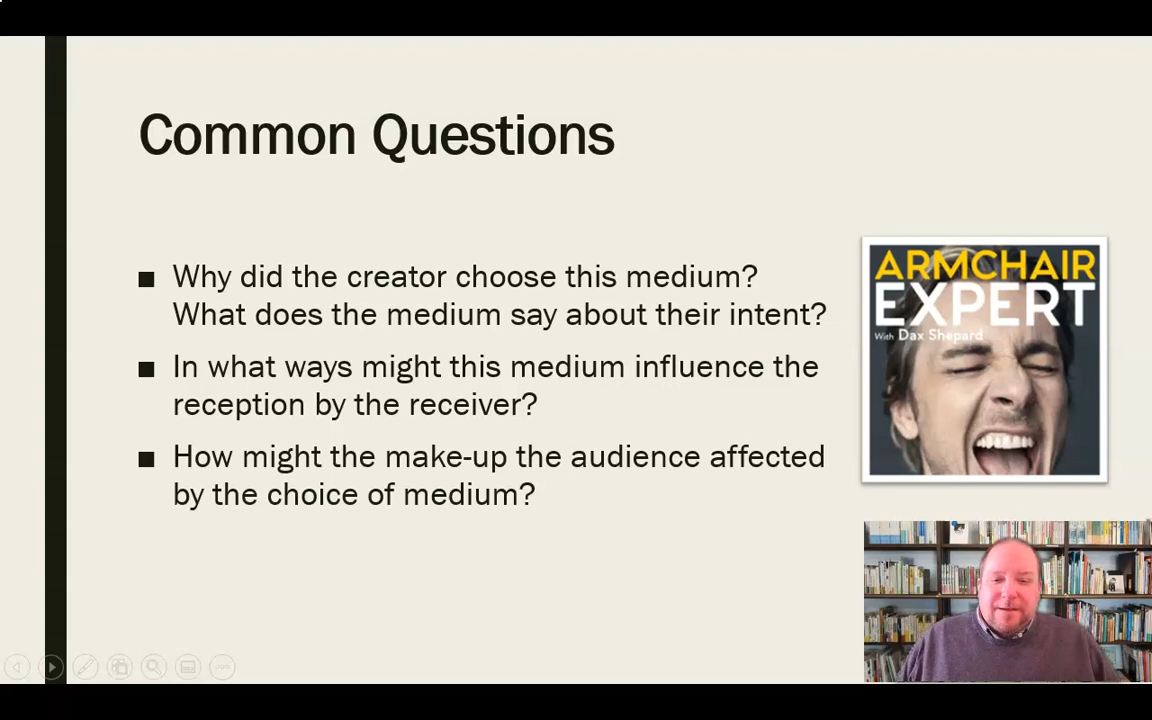 Common Questions
Why did the creator choose this medium?
What does the medium say about their intent?
In what ways might this medium influence the
reception by the receiver?
How might the make-up the audience affected
by the choice of medium?
ARMCHAIR
EXPERT
With Dax Shepard